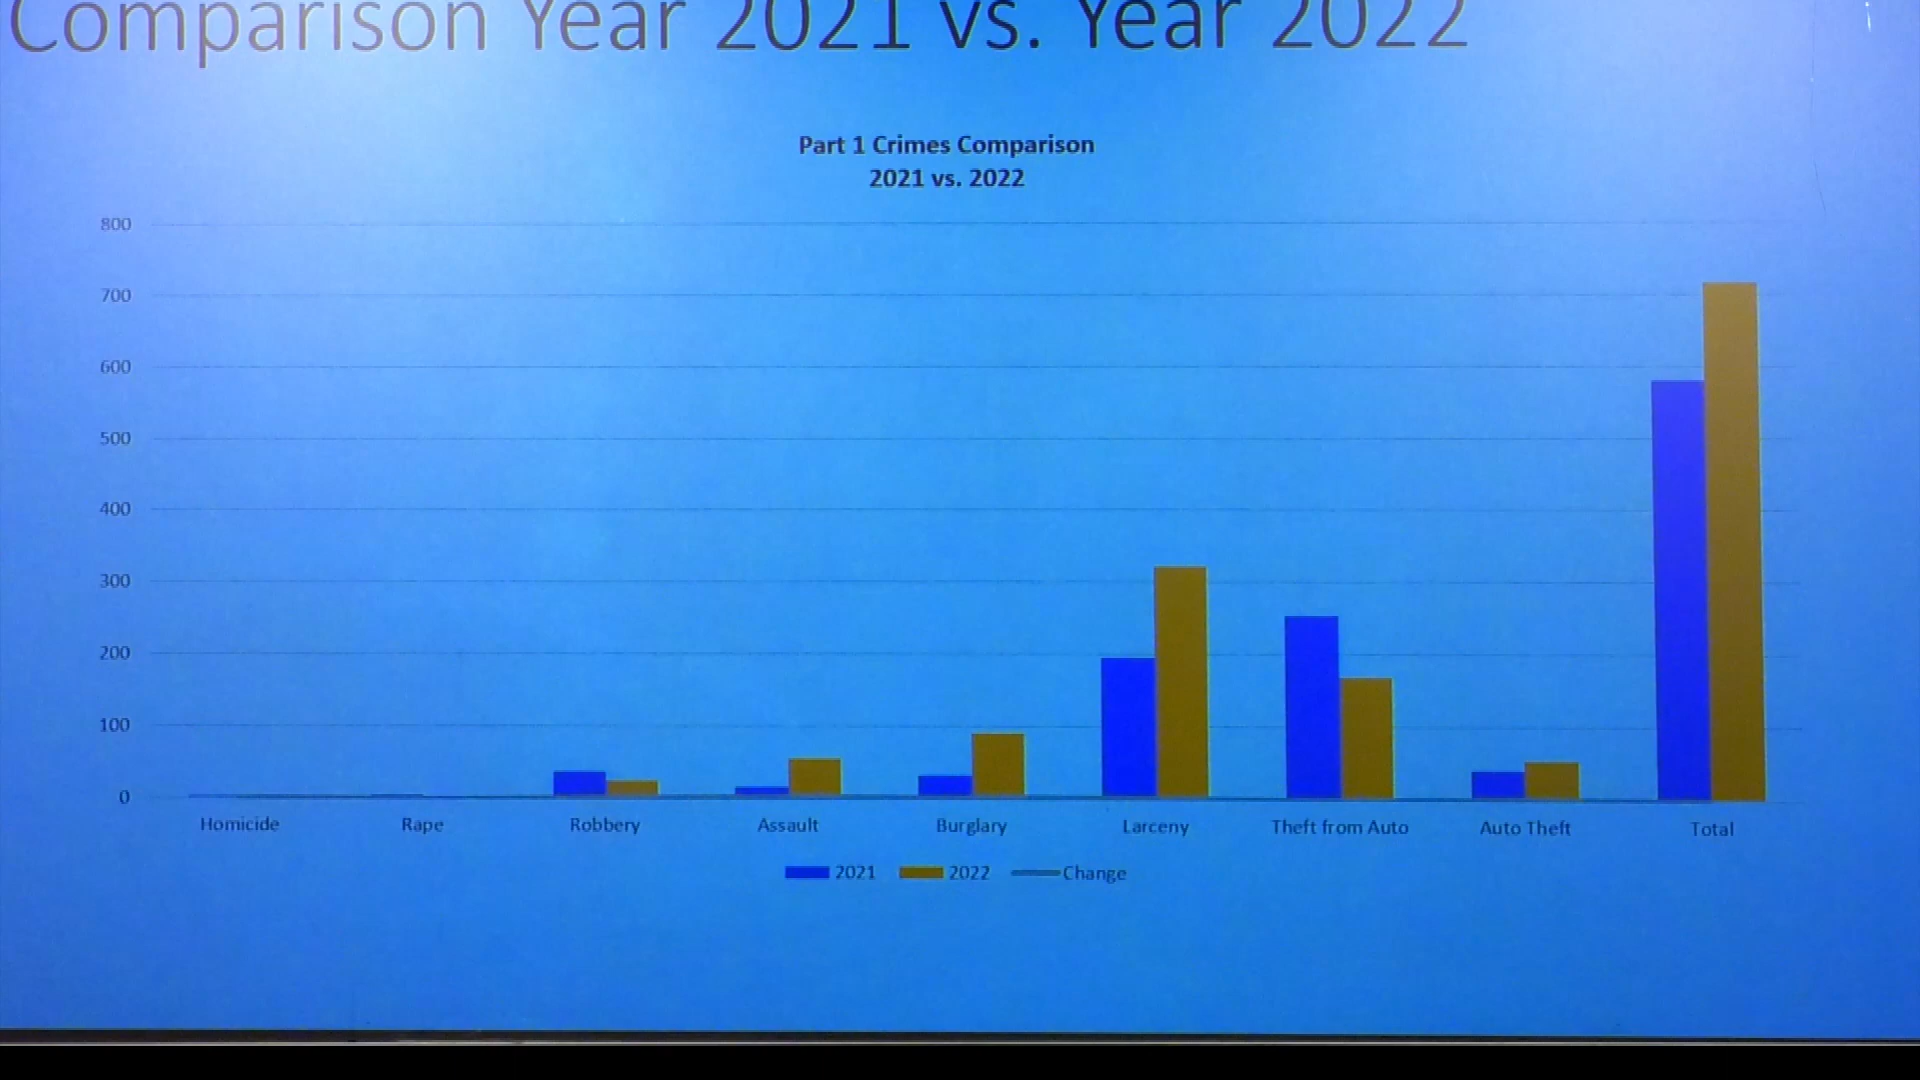 Comparison Year 2021 vs. Year 2022
Part 1 Crimes Comparison
2021 vs. 2022
800
700
600
500
400
300
200
100
0
Homicide Rape Robbery Assault Burglary Larceny Theft from Auto Auto Theft Total
2021 2022 Change